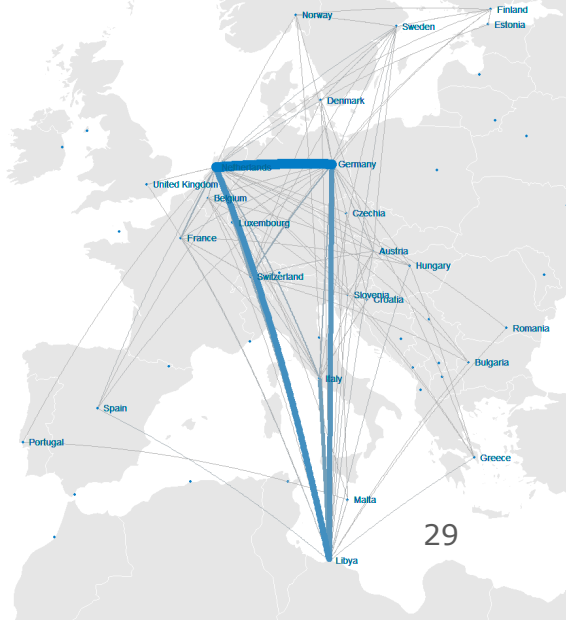 Norway
Finland
Sweden
Estonia
Denmark
Netherlands
Germany
United Kingdom
Belgium
Czechia
Luxembourg
France
Austria
Hungary
Switzerland
Slovenia
Croatia
Romania
Bulgaria
Italy
Spain
Portugal
Greece
Malta
29
Libya